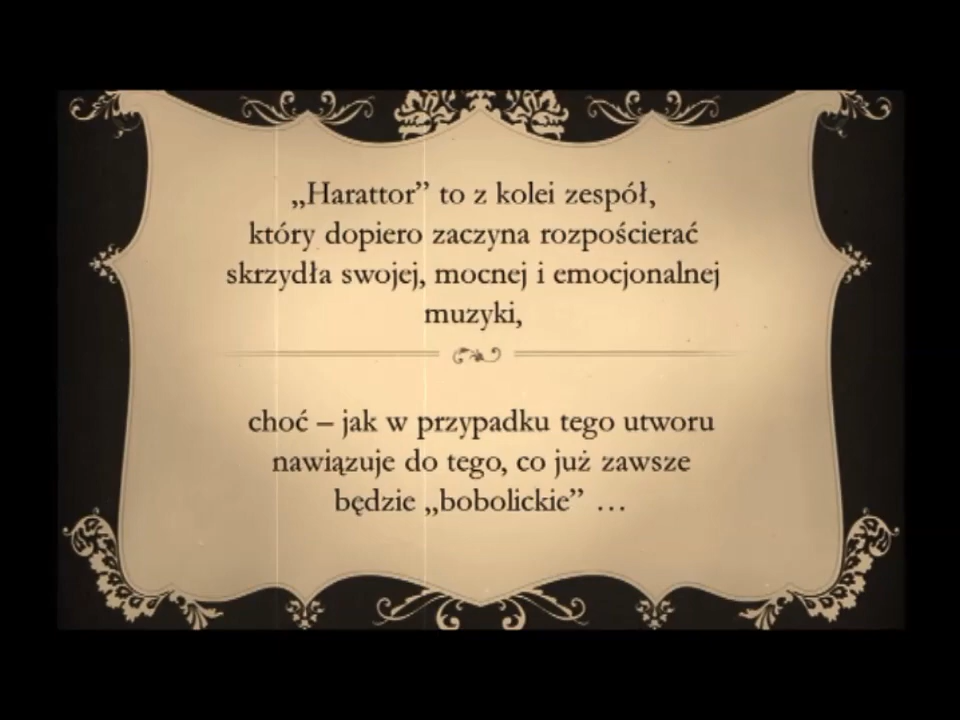 „Harattor” to z kolei zespół,
który dopiero zaczyna rozpościerać
skrzydła swojej, mocnej i emocjonalnej
muzyki,
choć – jak w przypadku tego utworu
nawiązuje do tego, co już zawsze
będzie „bobolickie” …